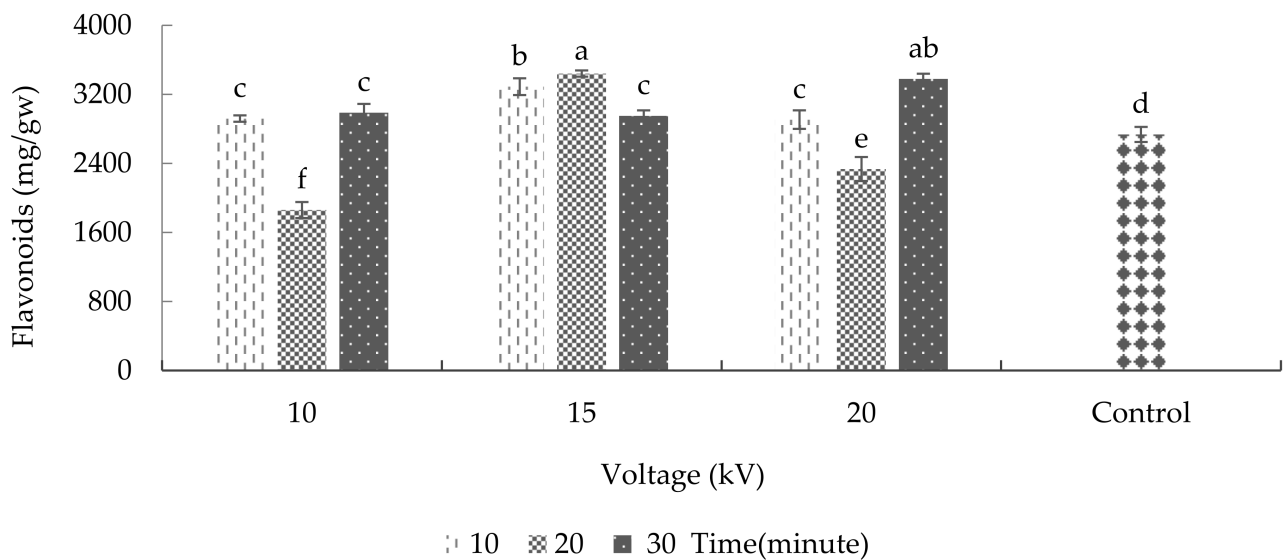 Flavonoids (mg/gw)
4000
3200
2400
1600
800
0
c
f
c
b
a
c
c
e
ab
d
10
15
20
Control
Voltage (kV)
10 20 30 Time(minute)